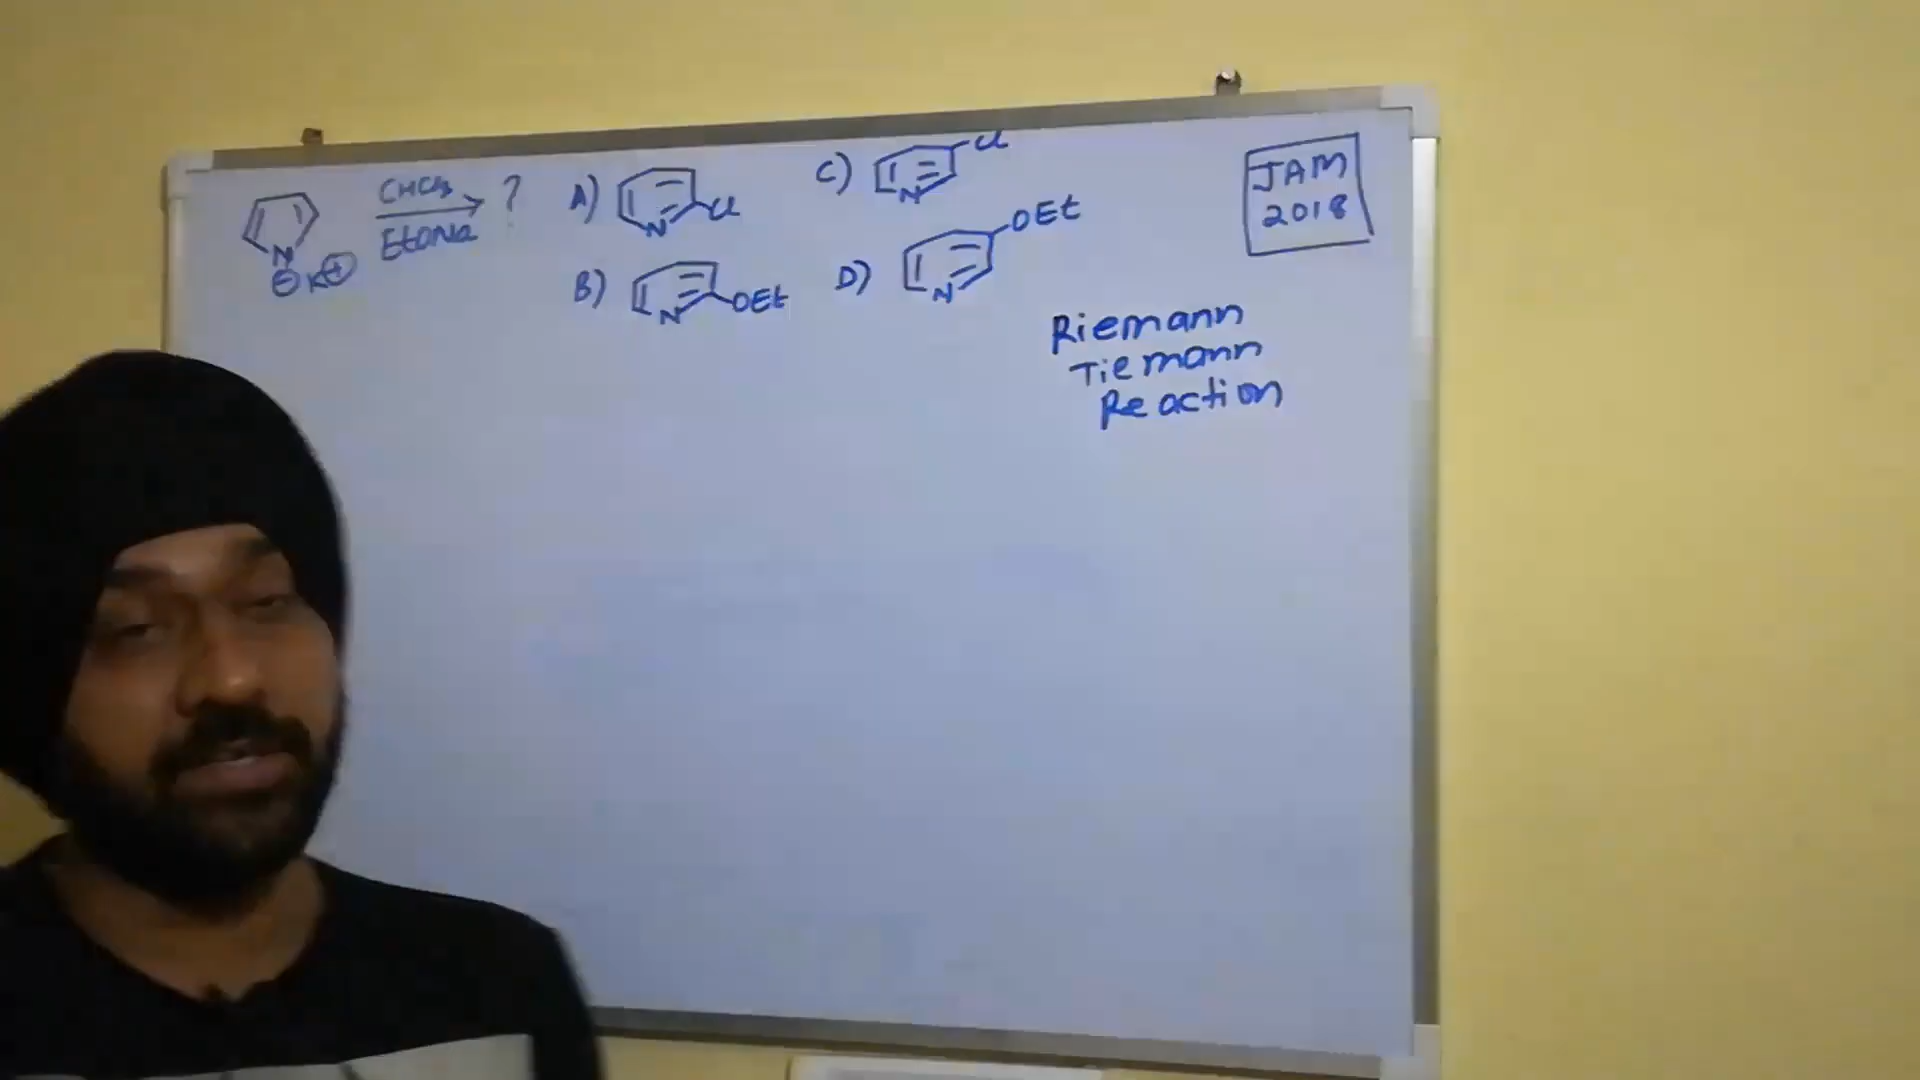 CHCl3
EtONa
?
N
⊖ K⊕
A)
N
Cl
B)
N
OEt
C)
N
Cl
D)
N
OEt
JAM
2018
Riemann
Tiemann
Reaction